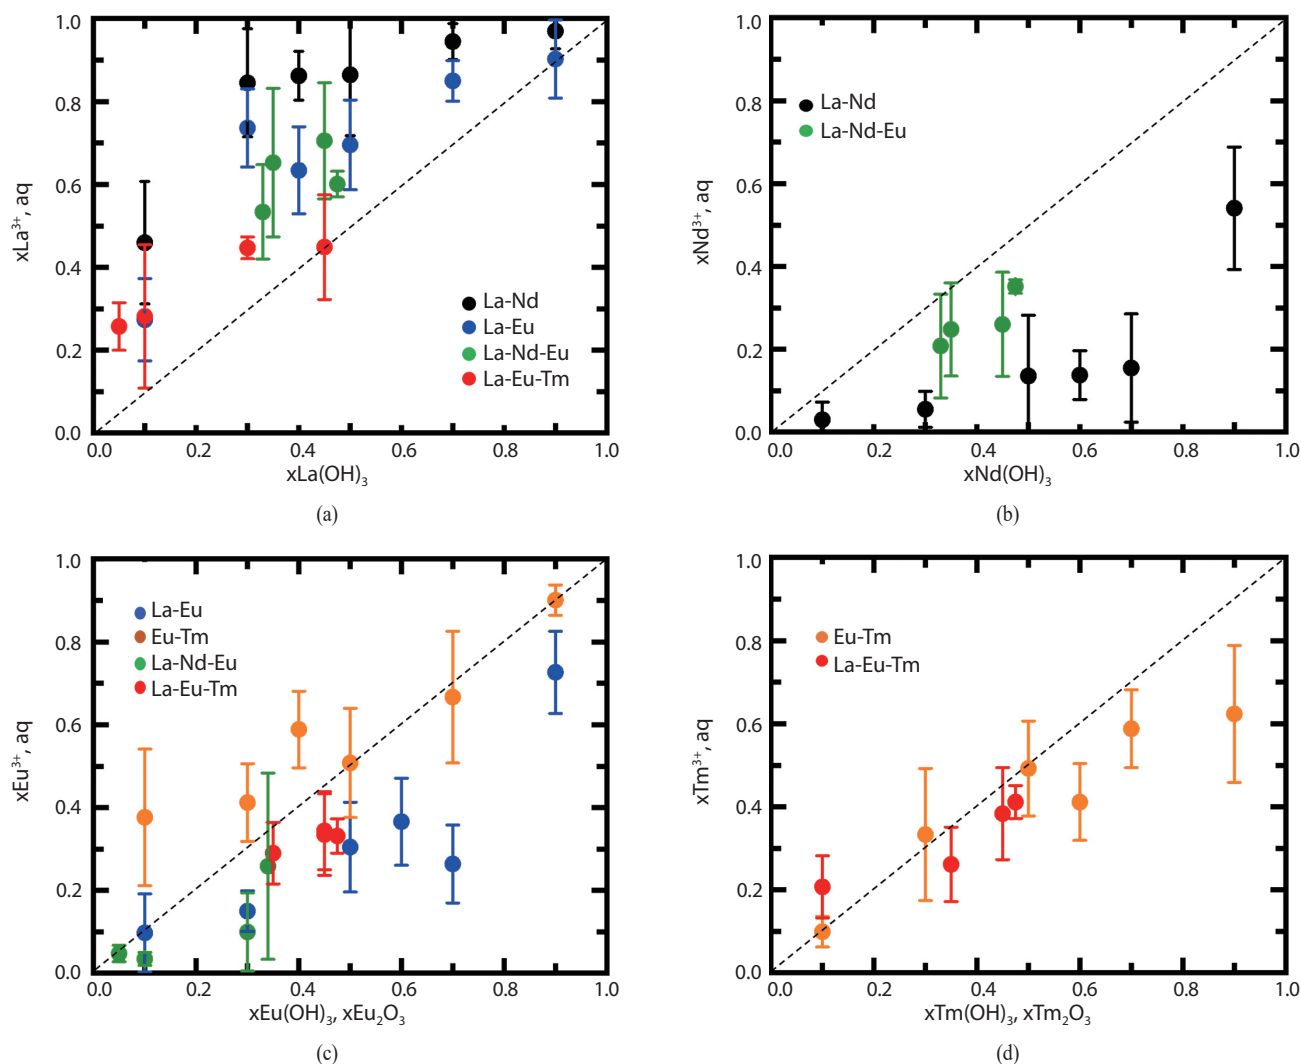 1.0
0.8
0.6
0.4
0.2
0.0
xLa³⁺, aq
La-Nd
La-Eu
La-Nd-Eu
La-Eu-Tm
0.0 0.2 0.4 0.6 0.8 1.0
xLa(OH)₃
(a)
1.0
0.8
0.6
0.4
0.2
0.0
xNd³⁺, aq
La-Nd
La-Nd-Eu
0.0 0.2 0.4 0.6 0.8 1.0
xNd(OH)₃
(b)
1.0
0.8
0.6
0.4
0.2
0.0
xEu³⁺, aq
La-Eu
Eu-Tm
La-Nd-Eu
La-Eu-Tm
0.0 0.2 0.4 0.6 0.8 1.0
xEu(OH)₃, xEu₂O₃
(c)
1.0
0.8
0.6
0.4
0.2
0.0
xTm³⁺, aq
Eu-Tm
La-Eu-Tm
0.0 0.2 0.4 0.6 0.8 1.0
xTm(OH)₃, xTm₂O₃
(d)